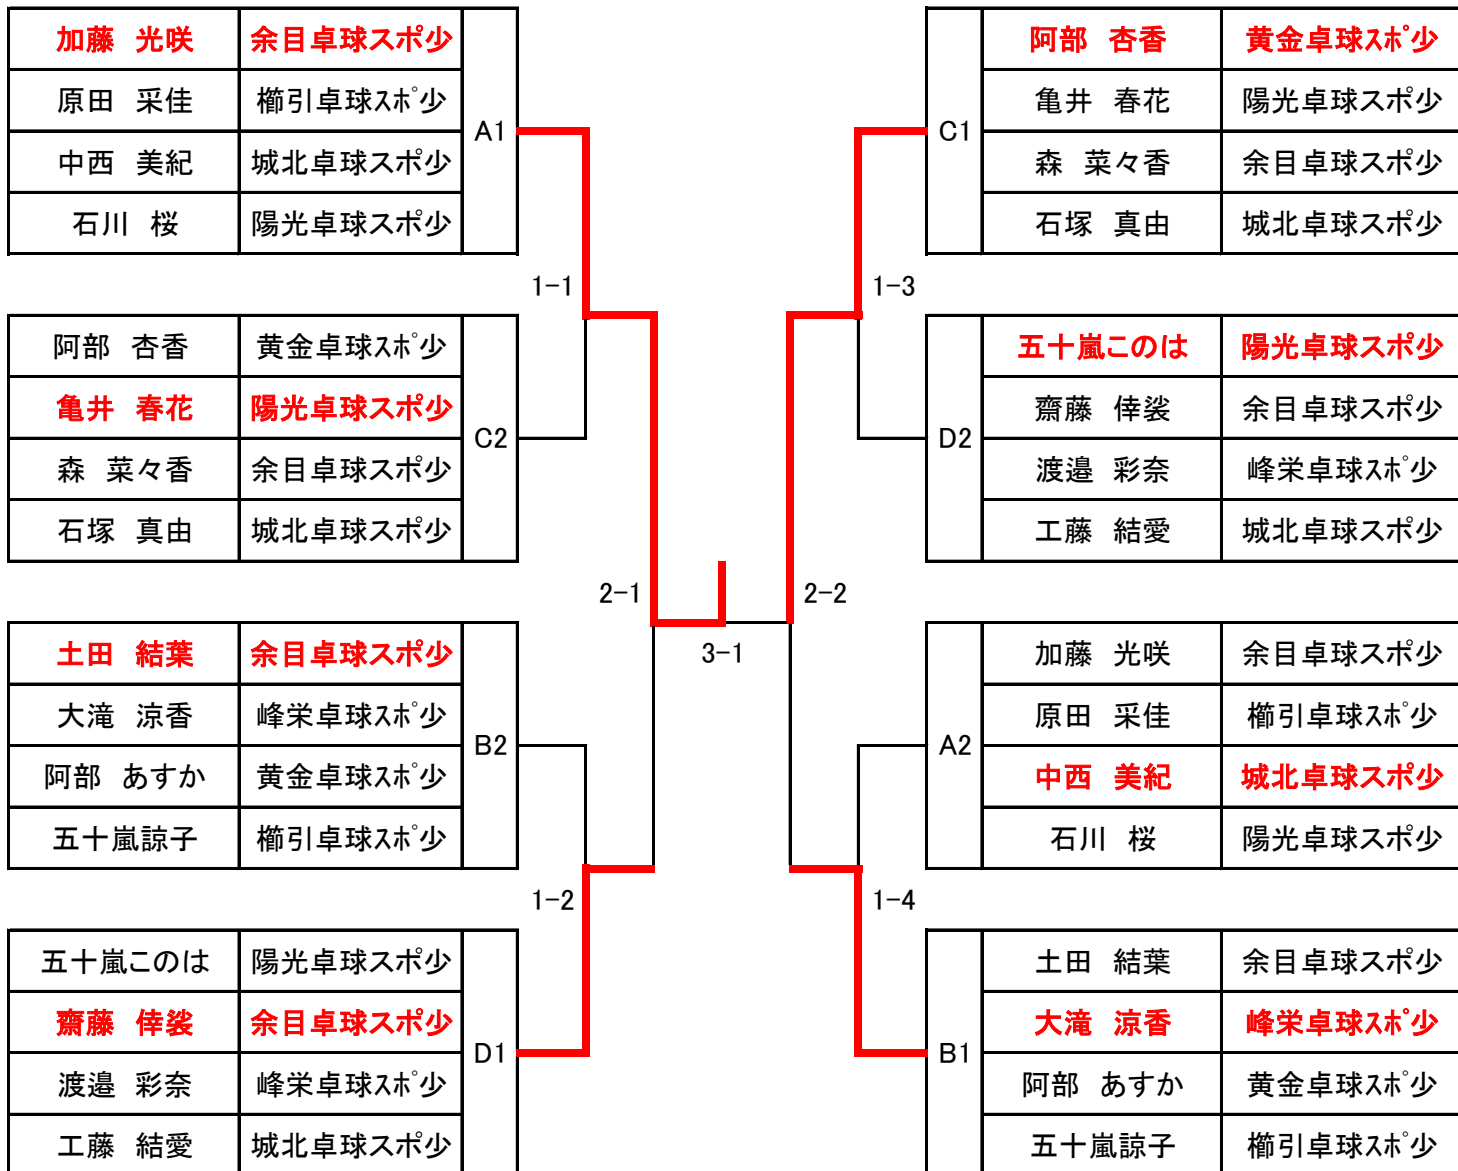 加藤 光咲 余目卓球スポ少
原田 采佳 櫛引卓球ｽﾎﾟ少
中西 美紀 城北卓球スポ少
石川 桜 陽光卓球スポ少
A1
1-1
阿部 杏香 黄金卓球ｽﾎﾟ少
亀井 春花 陽光卓球スポ少
森 菜々香 余目卓球スポ少
石塚 真由 城北卓球スポ少
C2
2-1
土田 結葉 余目卓球スポ少
大滝 涼香 峰栄卓球ｽﾎﾟ少
阿部 あすか 黄金卓球ｽﾎﾟ少
五十嵐諒子 櫛引卓球ｽﾎﾟ少
B2
1-2
五十嵐このは 陽光卓球スポ少
齋藤 倖裟 余目卓球スポ少
渡邉 彩奈 峰栄卓球ｽﾎﾟ少
工藤 結愛 城北卓球スポ少
D1
3-1
C1
阿部 杏香 黄金卓球ｽﾎﾟ少
亀井 春花 陽光卓球スポ少
森 菜々香 余目卓球スポ少
石塚 真由 城北卓球スポ少
1-3
D2
五十嵐このは 陽光卓球スポ少
齋藤 倖裟 余目卓球スポ少
渡邉 彩奈 峰栄卓球ｽﾎﾟ少
工藤 結愛 城北卓球スポ少
2-2
A2
加藤 光咲 余目卓球スポ少
原田 采佳 櫛引卓球ｽﾎﾟ少
中西 美紀 城北卓球スポ少
石川 桜 陽光卓球スポ少
1-4
B1
土田 結葉 余目卓球スポ少
大滝 涼香 峰栄卓球ｽﾎﾟ少
阿部 あすか 黄金卓球ｽﾎﾟ少
五十嵐諒子 櫛引卓球ｽﾎﾟ少